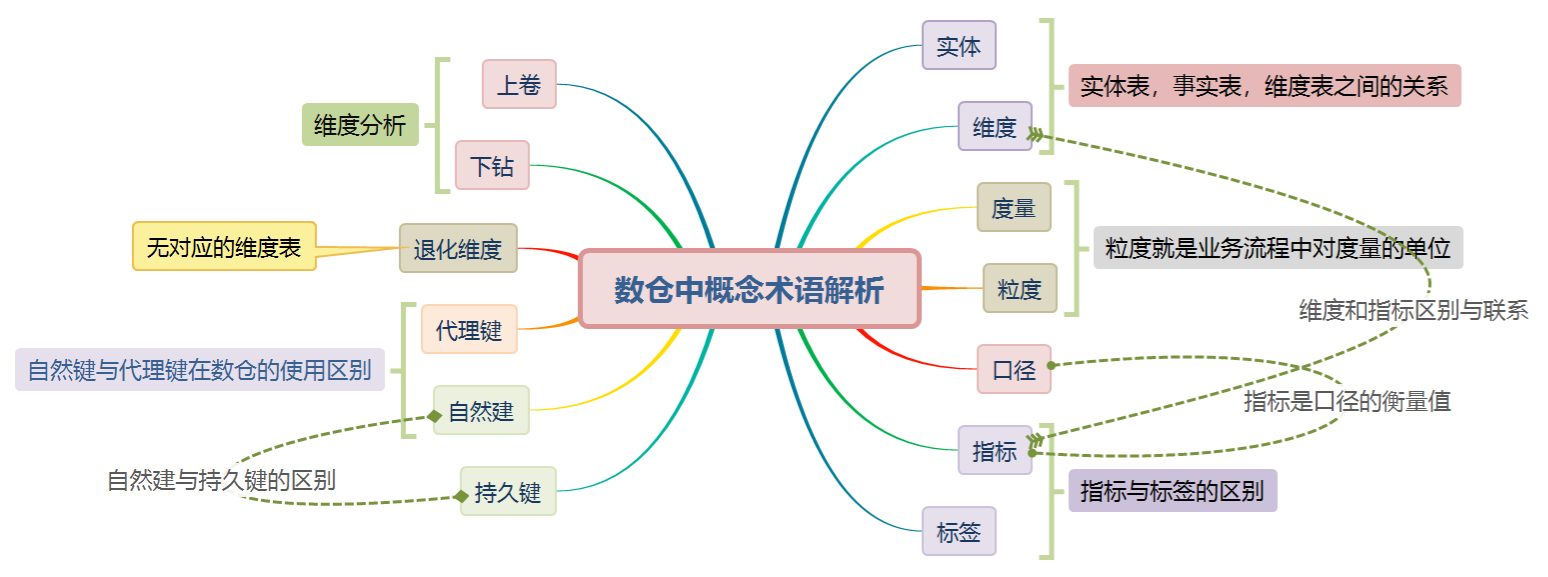 数仓中概念术语解析
实体
维度
实体表，事实表，维度表之间的关系
度量
粒度
粒度就是业务流程中对度量的单位
维度和指标区别与联系
口径
指标是口径的衡量值
指标
标签
指标与标签的区别
上卷
下钻
维度分析
退化维度
无对应的维度表
代理键
自然建
自然键与代理键在数仓的使用区别
持久键
自然建与持久键的区别